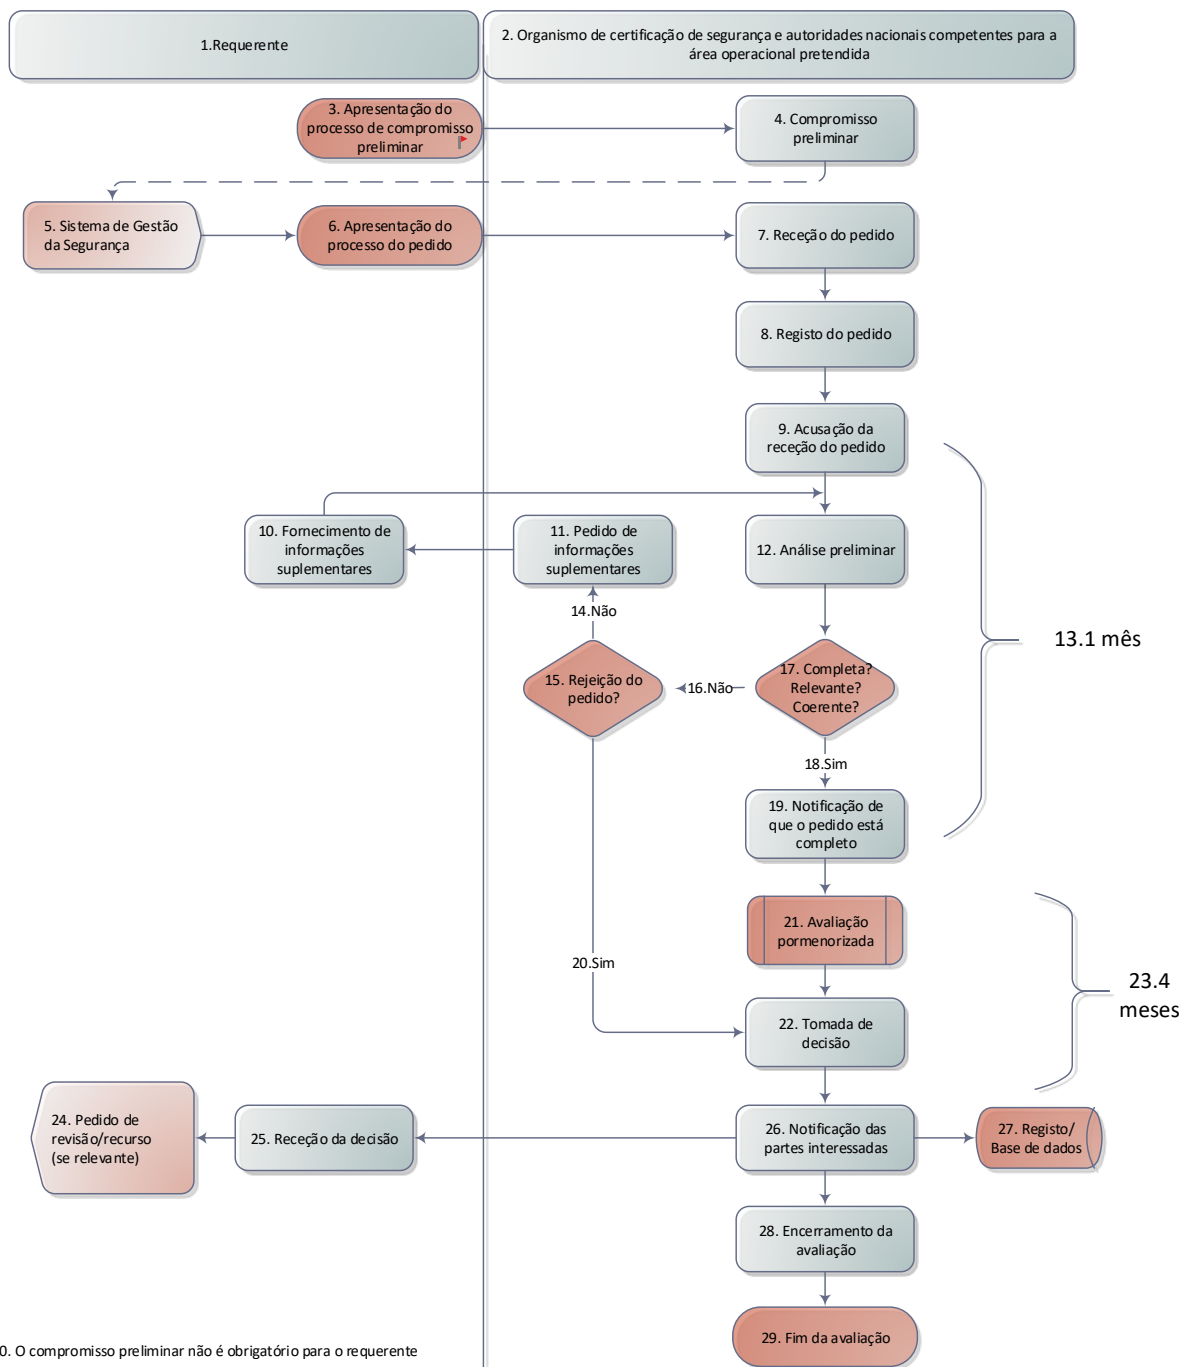 1.Requerente
2. Organismo de certificação de segurança e autoridades nacionais competentes para a
área operacional pretendida
3. Apresentação do
processo de compromisso
preliminar
4. Compromisso
preliminar
5. Sistema de Gestão
da Segurança
6. Apresentação do
processo do pedido
7. Receção do pedido
8. Registo do pedido
9. Acusação da
receção do pedido
10. Fornecimento de
informações
suplementares
11. Pedido de
informações
suplementares
12. Análise preliminar
13.1 mês
14.Não
15. Rejeição do
pedido?
16.Não
17. Completa?
Relevante?
Coerente?
18.Sim
19. Notificação de
que o pedido está
completo
20.Sim
21. Avaliação
pormenorizada
22. Tomada de
decisão
23.4
meses
24. Pedido de
revisão/recurso
(se relevante)
25. Receção da decisão
26. Notificação das
partes interessadas
27. Registo/
Base de dados
28. Encerramento da
avaliação
29. Fim da avaliação
0. O compromisso preliminar não é obrigatório para o requerente